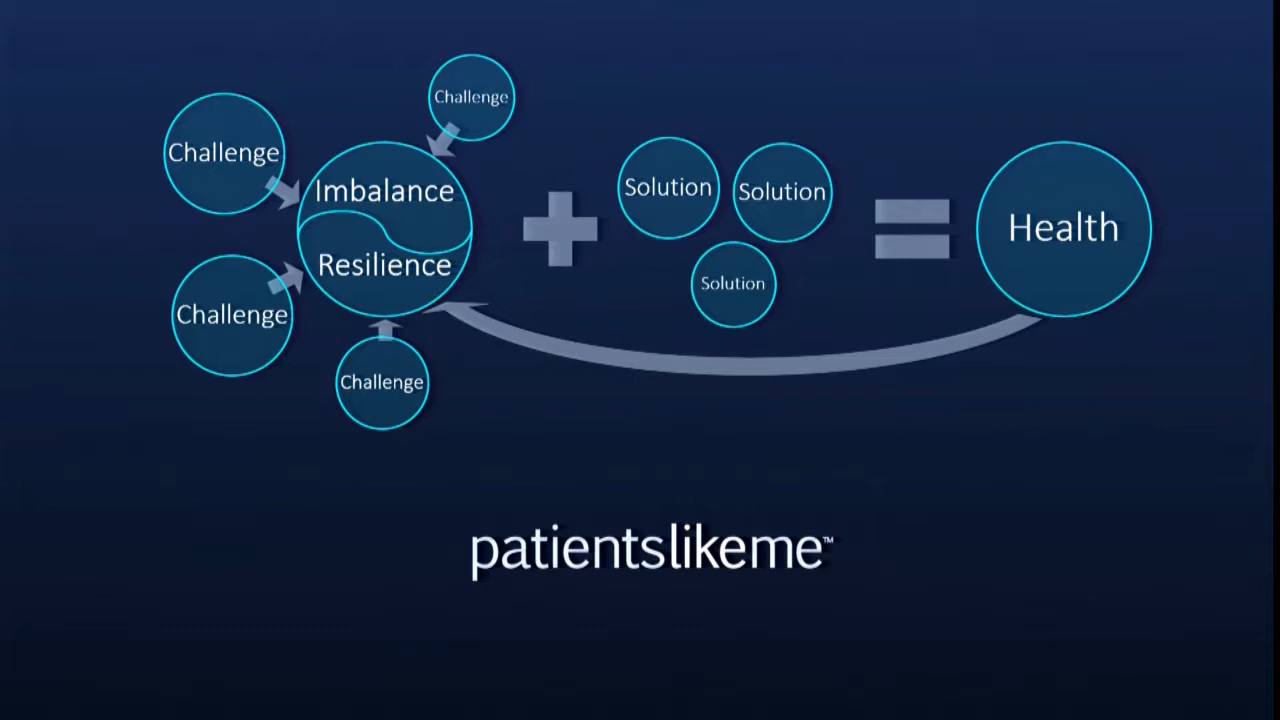 Challenge
Challenge
Imbalance
Resilience
Challenge
Challenge
Solution
Solution
Solution
Health
patientslikeme™